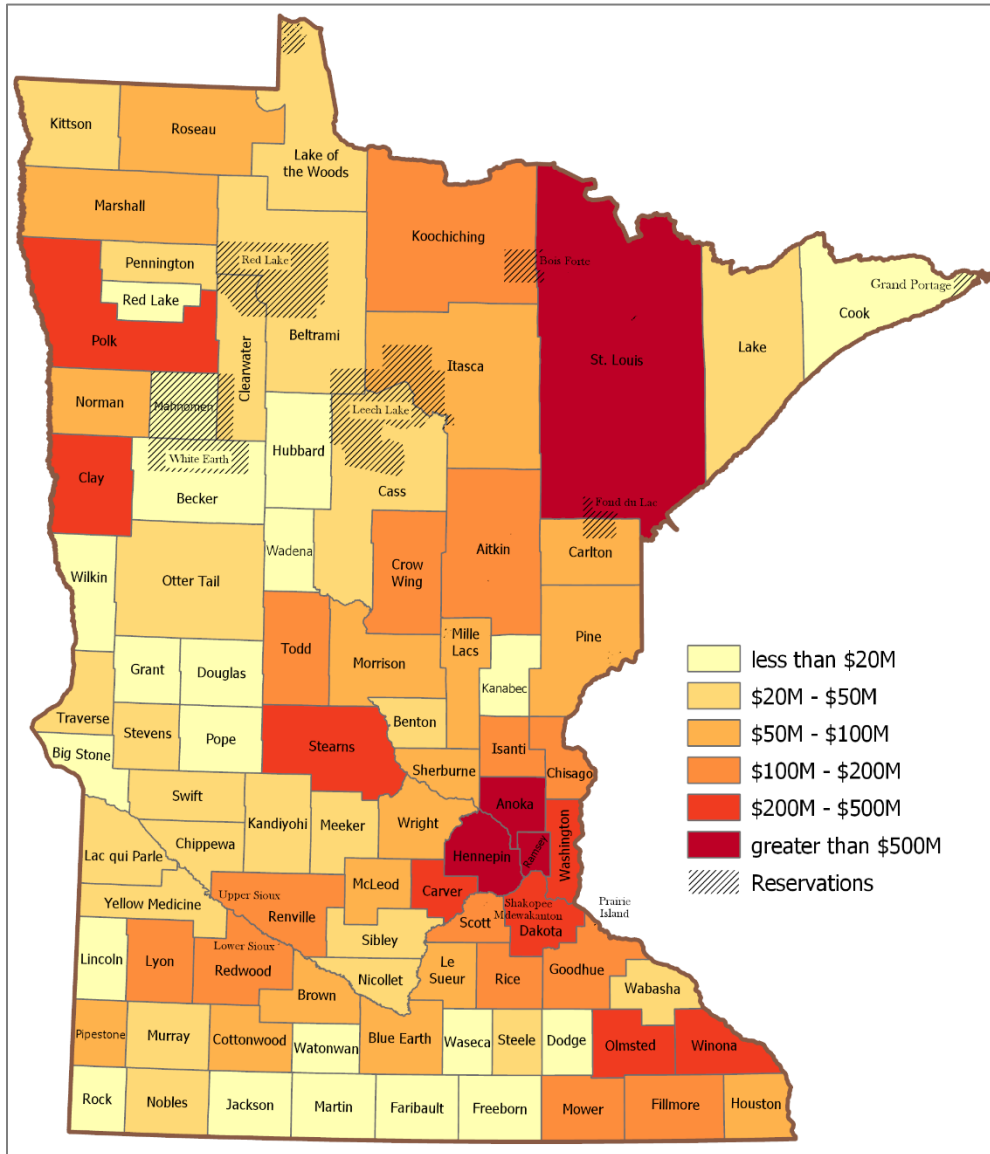 Kittson
Roseau
Lake of
the Woods
Marshall
Koochiching
Pennington
Red Lake
Bois Forte
Red Lake
Grand Portage
Cook
Polk
Beltrami
Clearwater
Itasca
St. Louis
Lake
Norman
Mahnomen
Leech Lake
Hubbard
White Earth
Clay
Becker
Cass
Fond du Lac
Wadena
Crow
Wing
Aitkin
Carlton
Wilkin
Otter Tail
Todd
Morrison
Mille
Lacs
Pine
Kanabec
Grant
Douglas
Traverse
Stevens
Pope
Stearns
Benton
Isanti
Big Stone
Sherburne
Chisago
Swift
Anoka
Kandiyohi
Meeker
Wright
Chippewa
Hennepin
Ramsey
Washington
Lac qui Parle
McLeod
Carver
Upper Sioux
Yellow Medicine
Renville
Shakopee
Mdewakanton
Prairie
Island
Scott
Dakota
Lincoln
Lyon
Lower Sioux
Redwood
Sibley
Nicollet
Le
Sueur
Rice
Goodhue
Wabasha
Brown
Pipestone
Murray
Cottonwood
Watonwan
Blue Earth
Waseca
Steele
Dodge
Olmsted
Winona
Rock
Nobles
Jackson
Martin
Faribault
Freeborn
Mower
Fillmore
Houston
less than $20M
$20M - $50M
$50M - $100M
$100M - $200M
$200M - $500M
greater than $500M
Reservations